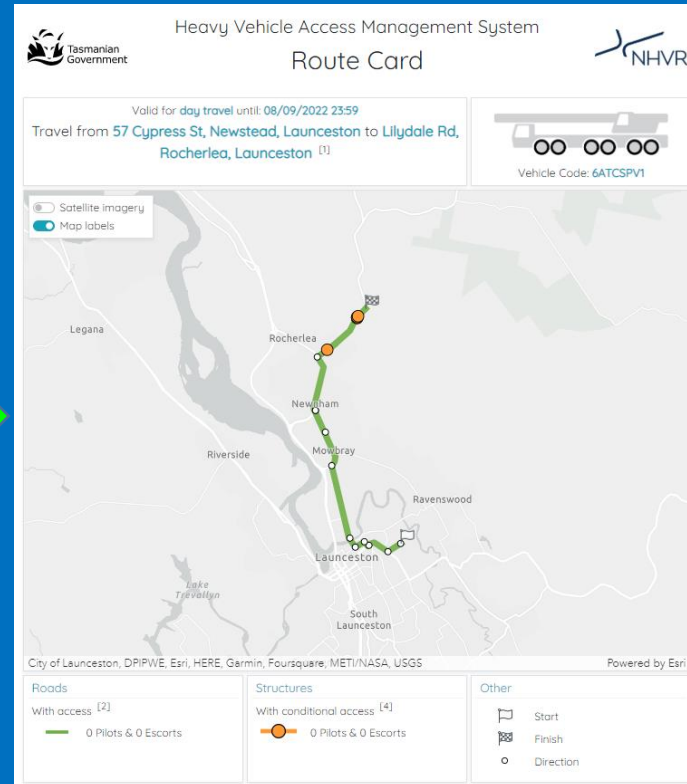 Tasmanian
Government
Heavy Vehicle Access Management System
Route Card
NHVR
Valid for day travel until: 08/09/2022 23:59
Travel from 57 Cypress St, Newstead, Launceston to Lilydale Rd,
Rocherlea, Launceston [1]
Vehicle Code: 6ATCSPV1
Satellite imagery
Map labels
Legana
Rocherlea
Newnham
Mowbray
Riverside
Ravenswood
Launceston
Lake
Trevallyn
South
Launceston
City of Launceston, DPIPWE, Esri, HERE, Garmin, Foursquare, METI/NASA, USGS
Powered by Esri
Roads
With access [2]
0 Pilots & 0 Escorts
Structures
With conditional access [4]
0 Pilots & 0 Escorts
Other
Start
Finish
Direction